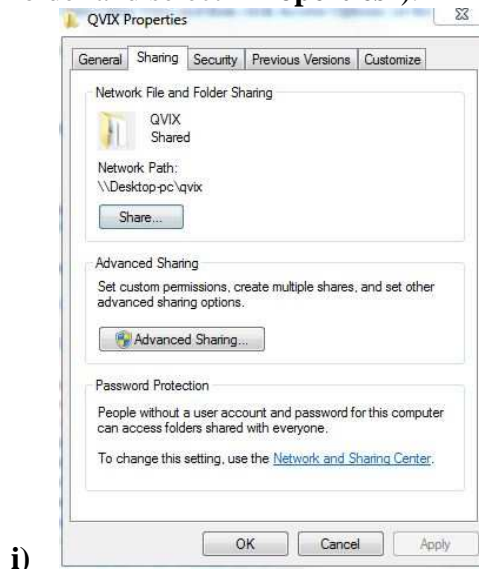 QVIX Properties
General Sharing Security Previous Versions Customize
Network File and Folder Sharing
QVIX
Shared
Network Path:
\\Desktop-pc\qvix
Share...
Advanced Sharing
Set custom permissions, create multiple shares, and set other
advanced sharing options.
Advanced Sharing...
Password Protection
People without a user account and password for this computer
can access folders shared with everyone.
To change this setting, use the Network and Sharing Center.
OK Cancel Apply
i)